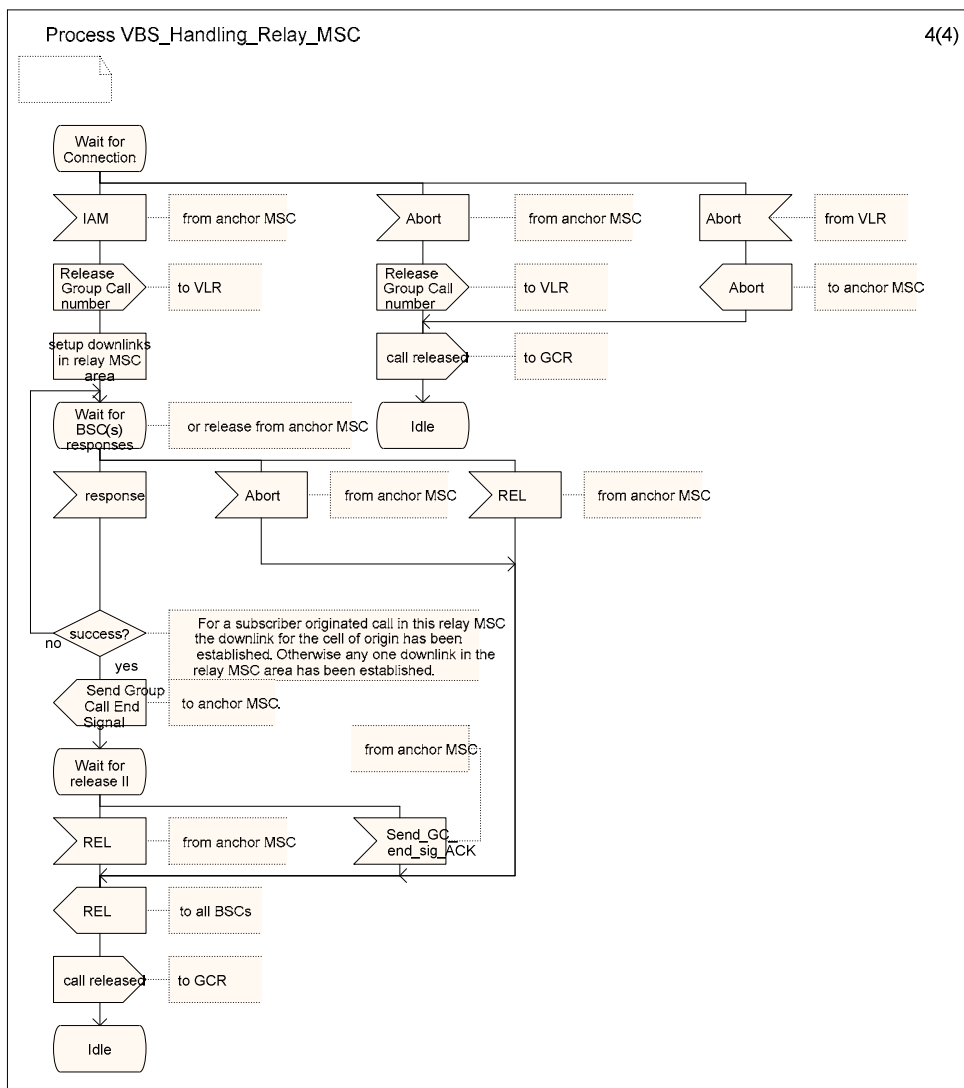 Process VBS_Handling_Relay_MSC
4(4)
Wait for
Connection
IAM
from anchor MSC
Abort
from anchor MSC
Abort
from VLR
Release
Group Call
number
to VLR
Release
Group Call
number
to VLR
Abort
to anchor MSC
setup downlinks
in relay MSC
area
call released
to GCR
Wait for
BSC(s)
responses
or release from anchor MSC
Idle
response
Abort
from anchor MSC
REL
from anchor MSC
success?
no
yes
For a subscriber originated call in this relay MSC
the downlink for the cell of origin has been
established. Otherwise any one downlink in the
relay MSC area has been established.
Send Group
Call End
Signal
to anchor MSC.
from anchor MSC
Wait for
release II
REL
from anchor MSC
Send_GC_
end_sig_ACK
REL
to all BSCs
call released
to GCR
Idle